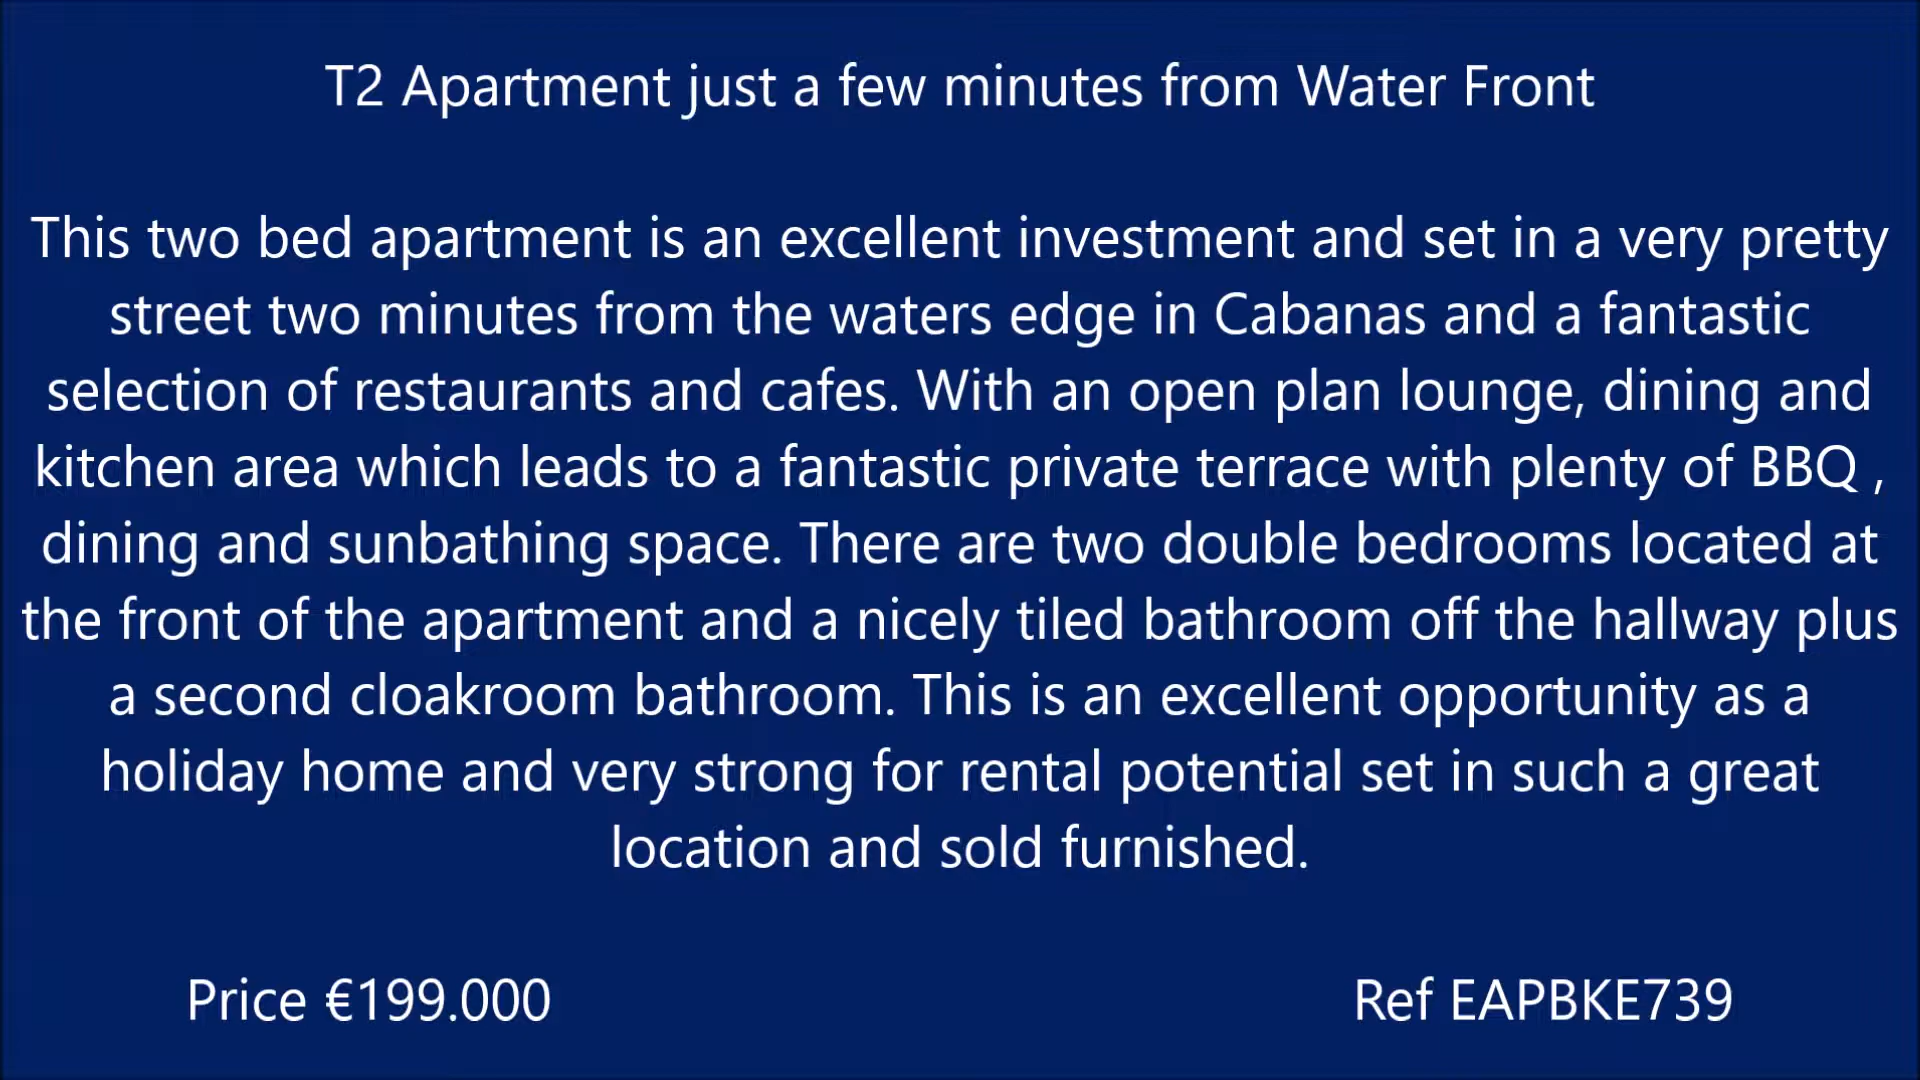 T2 Apartment just a few minutes from Water Front
This two bed apartment is an excellent investment and set in a very pretty
street two minutes from the waters edge in Cabanas and a fantastic
selection of restaurants and cafes. With an open plan lounge, dining and
kitchen area which leads to a fantastic private terrace with plenty of BBQ ,
dining and sunbathing space. There are two double bedrooms located at
the front of the apartment and a nicely tiled bathroom off the hallway plus
a second cloakroom bathroom. This is an excellent opportunity as a
holiday home and very strong for rental potential set in such a great
location and sold furnished.
Price €199.000
Ref EAPBKE739